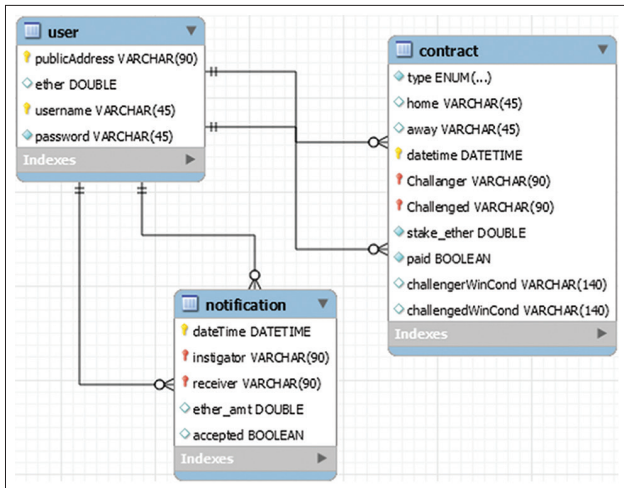 user
publicAddress VARCHAR(90)
ether DOUBLE
username VARCHAR(45)
password VARCHAR(45)
Indexes
contract
type ENUM(...)
home VARCHAR(45)
away VARCHAR(45)
datetime DATETIME
Challanger VARCHAR(90)
Challenged VARCHAR(90)
stake_ether DOUBLE
paid BOOLEAN
challengerWinCond VARCHAR(140)
challengedWinCond VARCHAR(140)
Indexes
notification
dateTime DATETIME
instigator VARCHAR(90)
receiver VARCHAR(90)
ether_amt DOUBLE
accepted BOOLEAN
Indexes